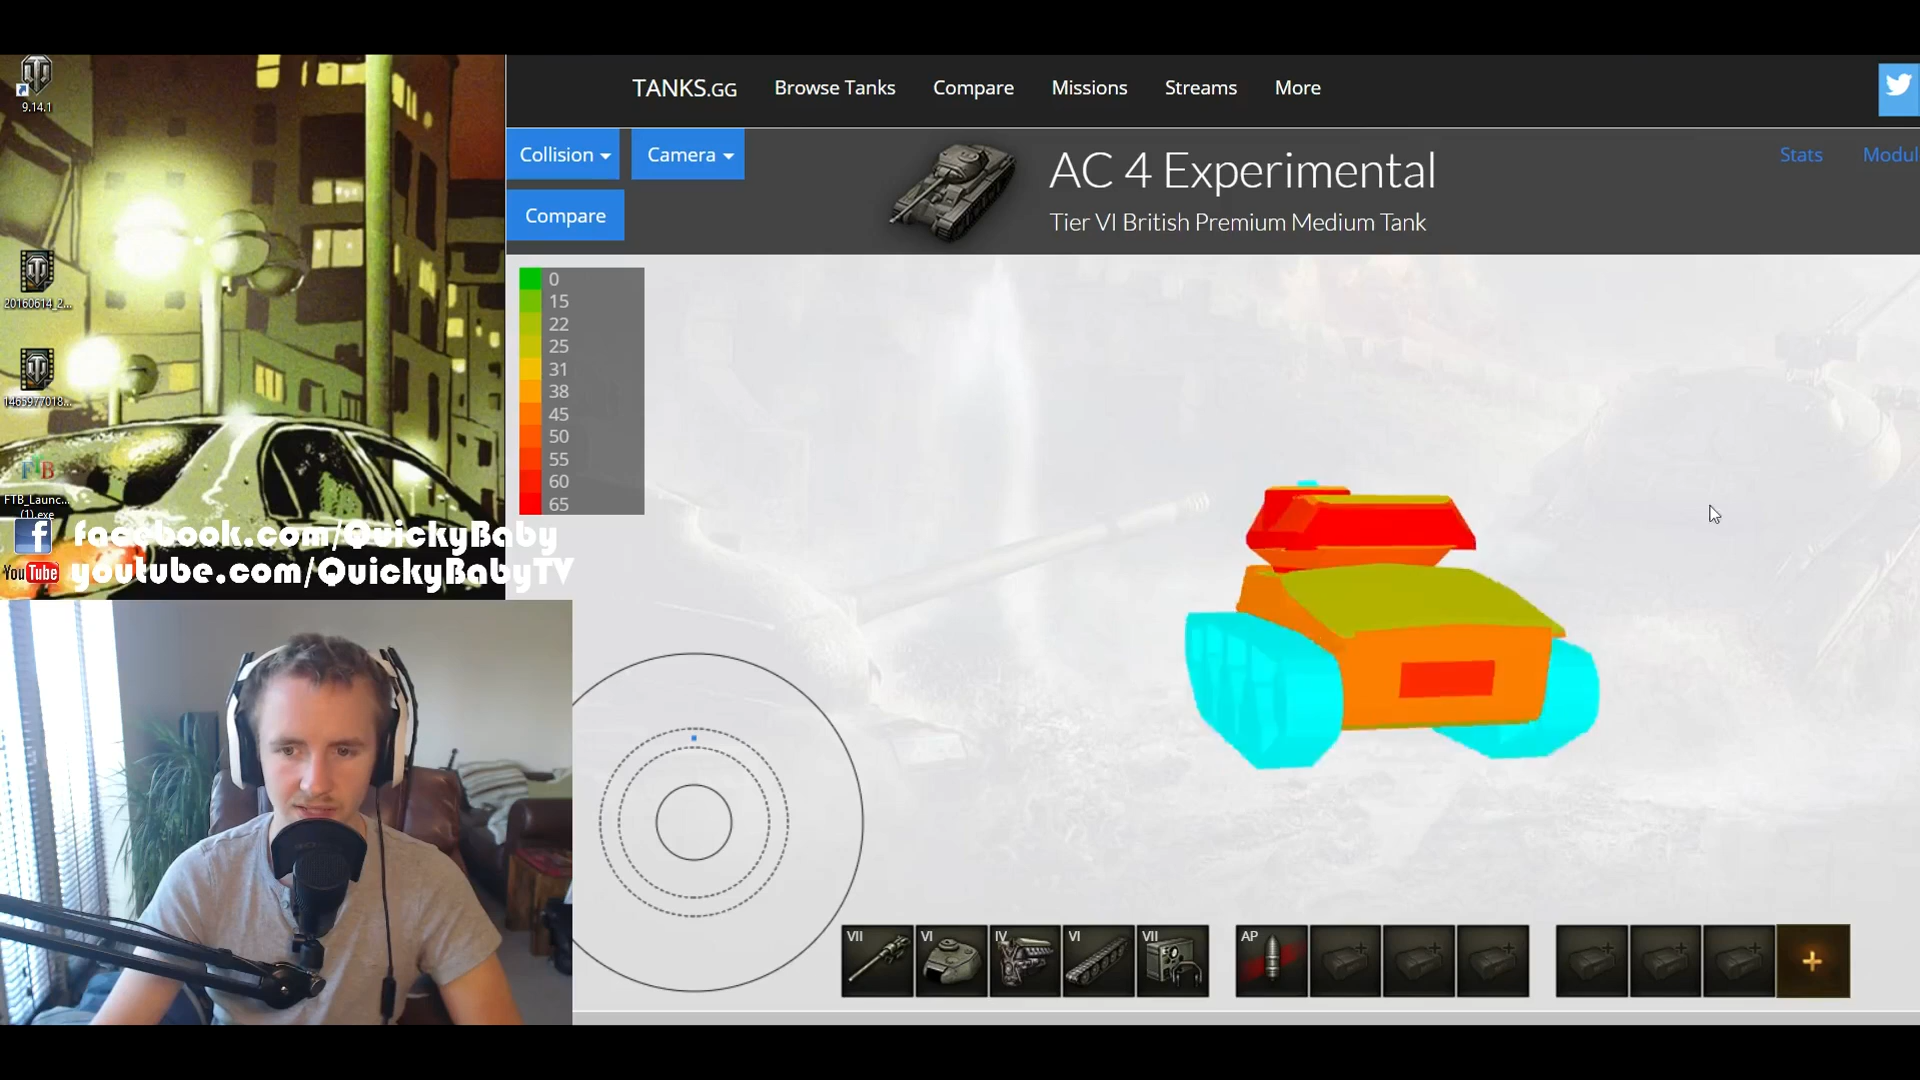 9.14.1
20160614_2...
1465977018...
FTB
FTB_Launc...
(1).exe
facebook.com/QuickyBaby
YouTube youtube.com/QuickyBabyTV
TANKS.GG Browse Tanks Compare Missions Streams More
Collision Camera
Compare
AC 4 Experimental
Tier VI British Premium Medium Tank
Stats Modul
0
15
22
25
31
38
45
50
55
60
65
VII VI IV VI VII AP